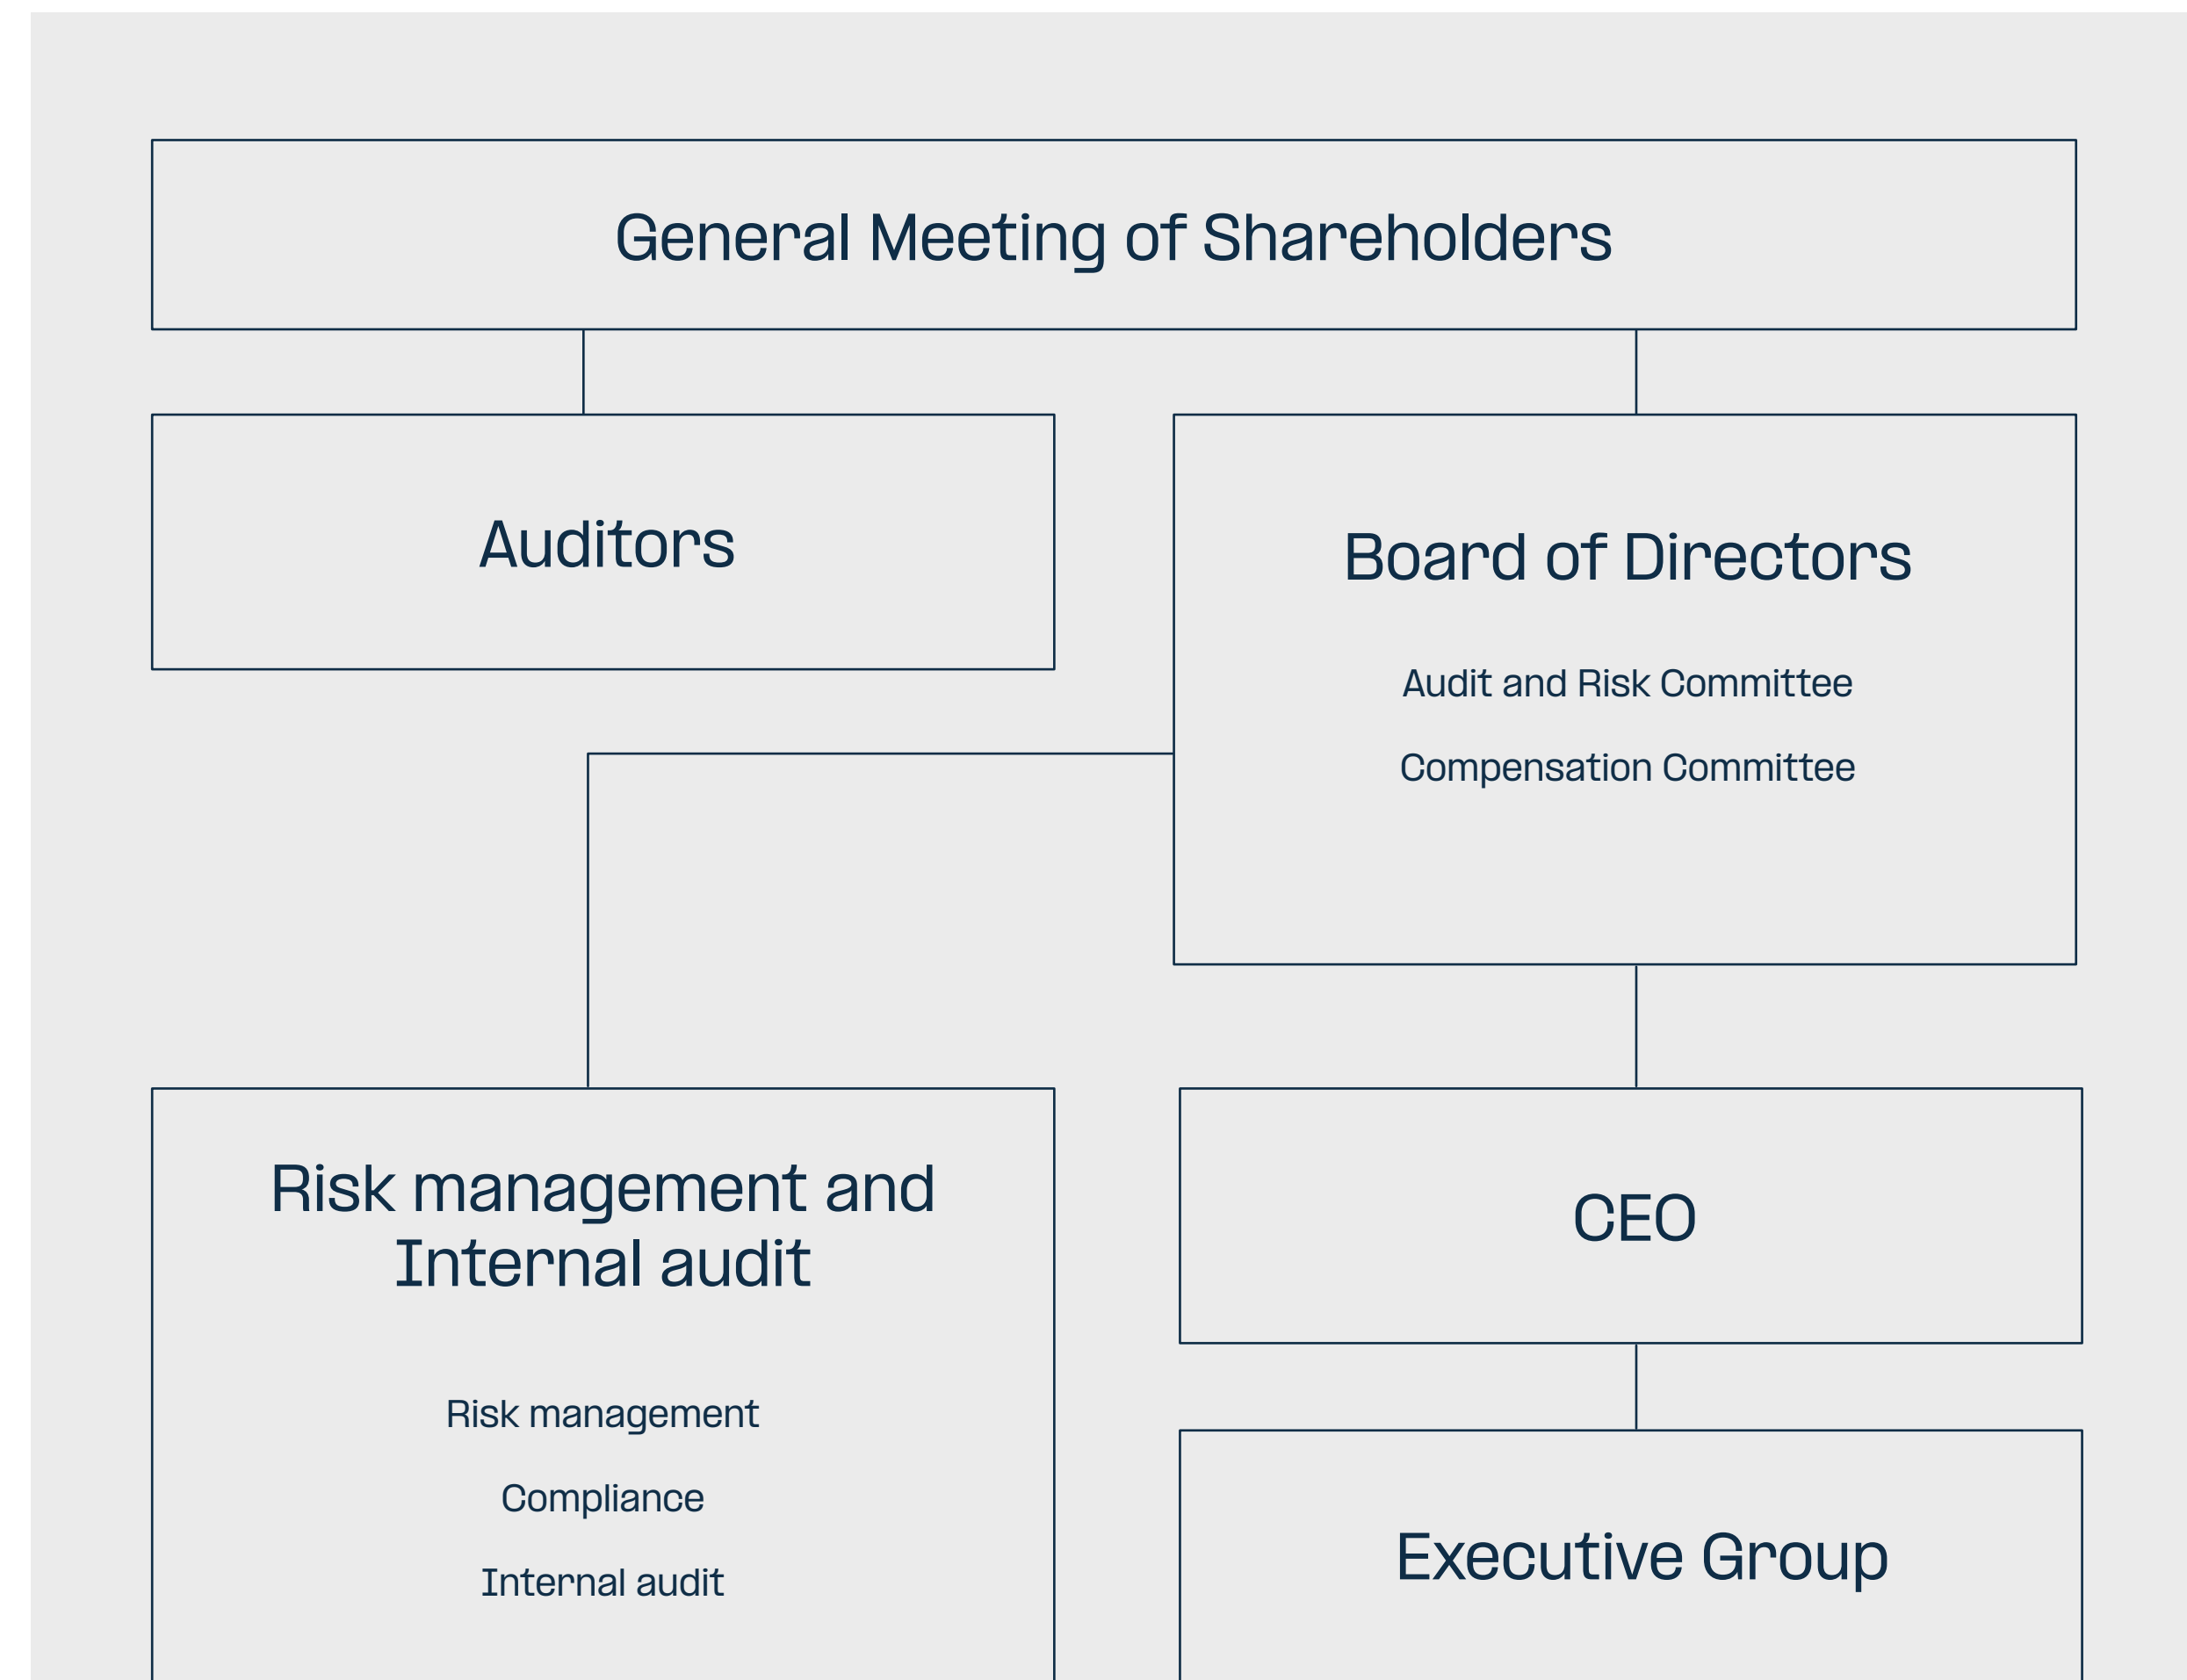 General Meeting of Shareholders
Auditors
Board of Directors
Audit and Risk Committee
Compensation Committee
Risk management and
Internal audit
Risk management
Compliance
Internal audit
CEO
Executive Group